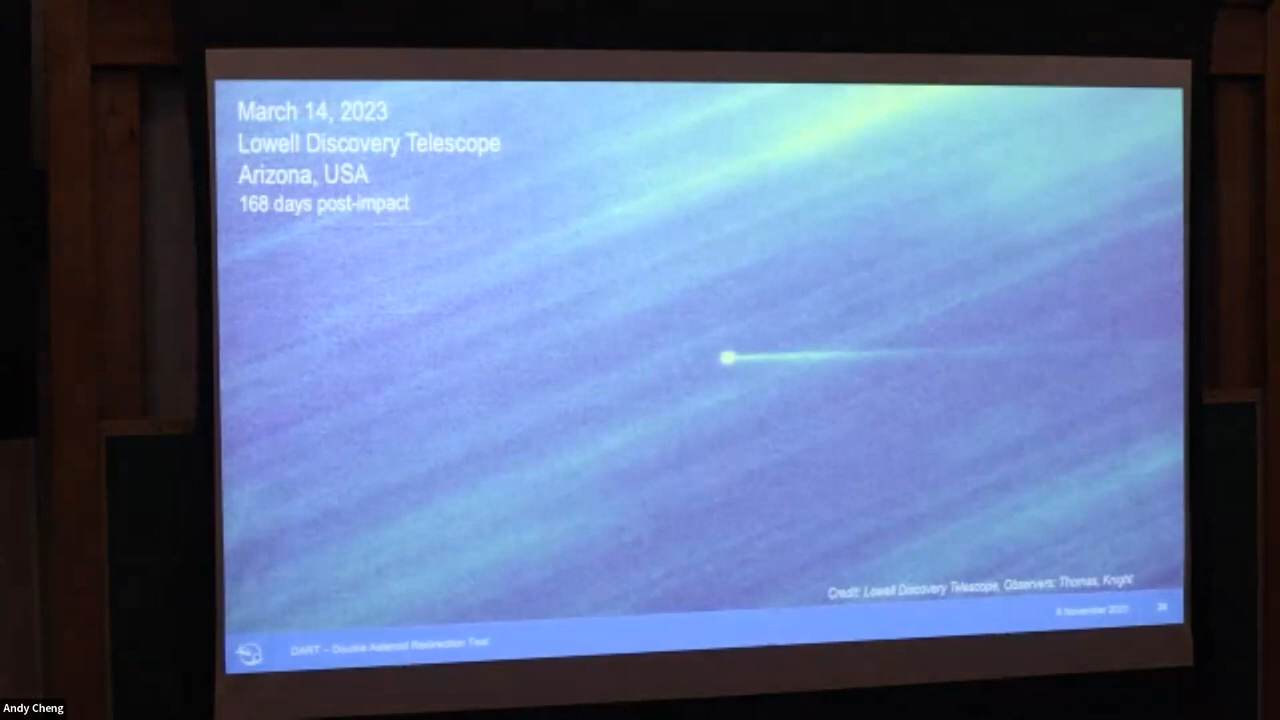 March 14, 2023
Lowell Discovery Telescope
Arizona, USA
168 days post-impact
Credit: Lowell Discovery Telescope, Observers: Thomas, Knight
DART – Double Asteroid Redirection Test
November
Andy Cheng